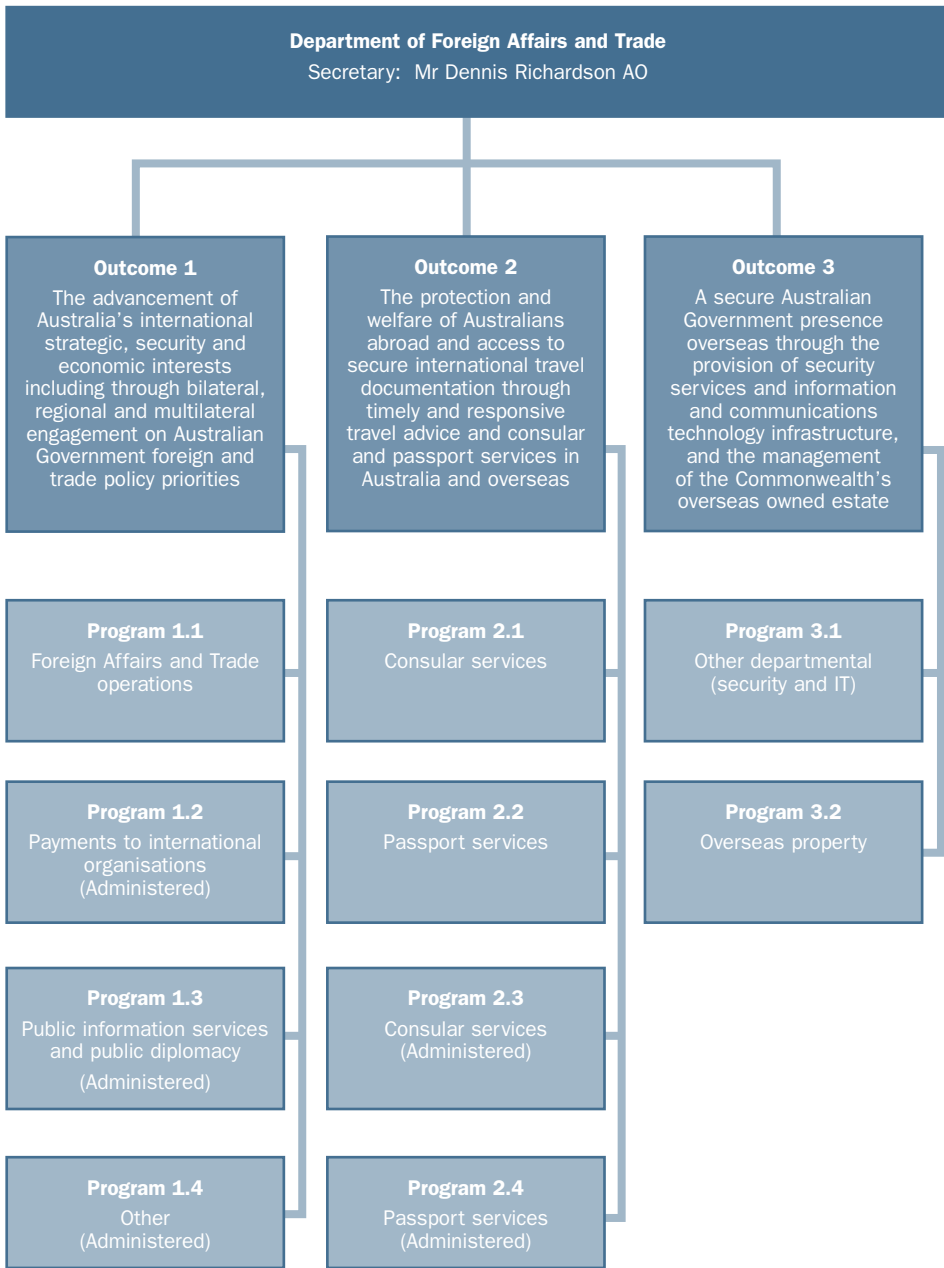 Department of Foreign Affairs and Trade
Secretary: Mr Dennis Richardson AO
Outcome 1
The advancement of
Australia's international
strategic, security and
economic interests
including through bilateral,
regional and multilateral
engagement on Australian
Government foreign and
trade policy priorities
Outcome 2
The protection and
welfare of Australians
abroad and access to
secure international travel
documentation through
timely and responsive
travel advice and consular
and passport services in
Australia and overseas
Outcome 3
A secure Australian
Government presence
overseas through the
provision of security
services and information
and communications
technology infrastructure,
and the management
of the Commonwealth's
overseas owned estate
Program 1.1
Foreign Affairs and Trade
operations
Program 2.1
Consular services
Program 3.1
Other departmental
(security and IT)
Program 1.2
Payments to international
organisations
(Administered)
Program 2.2
Passport services
Program 3.2
Overseas property
Program 1.3
Public information services
and public diplomacy
(Administered)
Program 2.3
Consular services
(Administered)
Program 1.4
Other
(Administered)
Program 2.4
Passport services
(Administered)